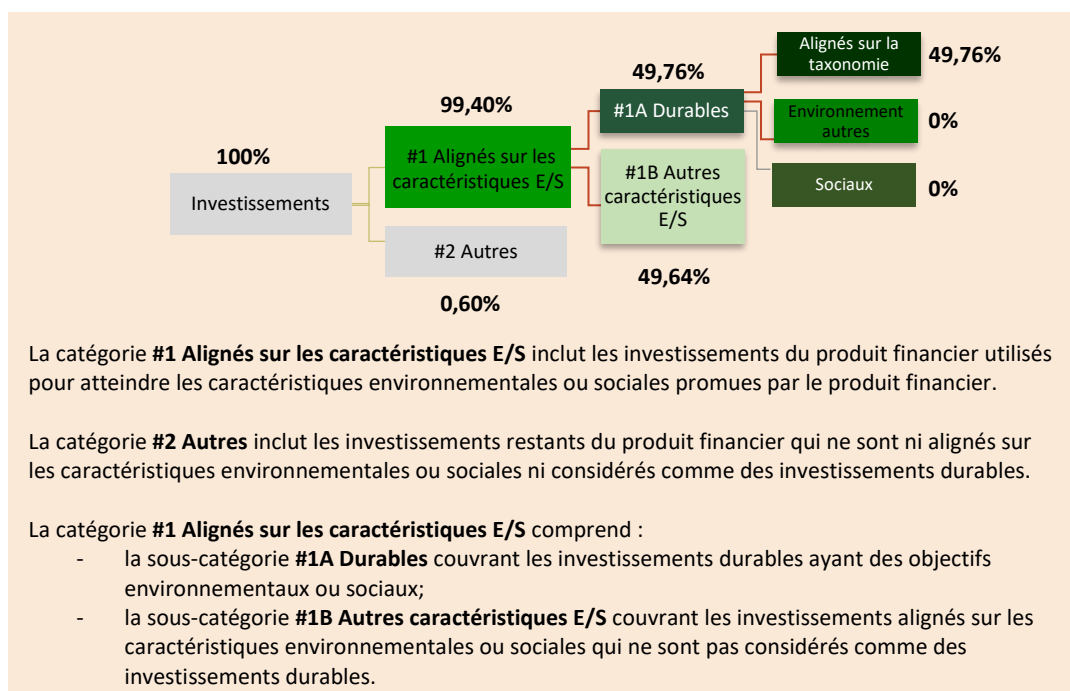 Alignés sur la
taxonomie
49,76%
49,76%
99,40%
#1A Durables
Environnement
autres
0%
100%
#1 Alignés sur les
caractéristiques E/S
#1B Autres
caractéristiques
E/S
Sociaux
0%
Investissements
#2 Autres
49,64%
0,60%
La catégorie #1 Alignés sur les caractéristiques E/S inclut les investissements du produit financier utilisés
pour atteindre les caractéristiques environnementales ou sociales promues par le produit financier.
La catégorie #2 Autres inclut les investissements restants du produit financier qui ne sont ni alignés sur
les caractéristiques environnementales ou sociales ni considérés comme des investissements durables.
La catégorie #1 Alignés sur les caractéristiques E/S comprend :
- la sous-catégorie #1A Durables couvrant les investissements durables ayant des objectifs
environnementaux ou sociaux;
- la sous-catégorie #1B Autres caractéristiques E/S couvrant les investissements alignés sur les
caractéristiques environnementales ou sociales qui ne sont pas considérés comme des
investissements durables.